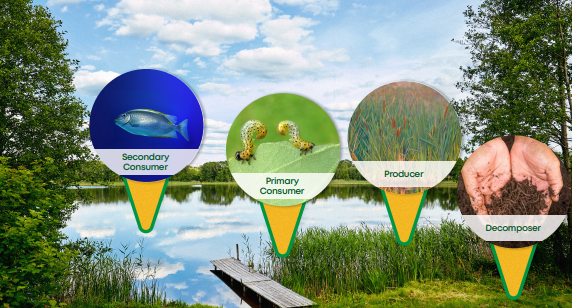 Secondary
Consumer
Primary
Consumer
Producer
Decomposer